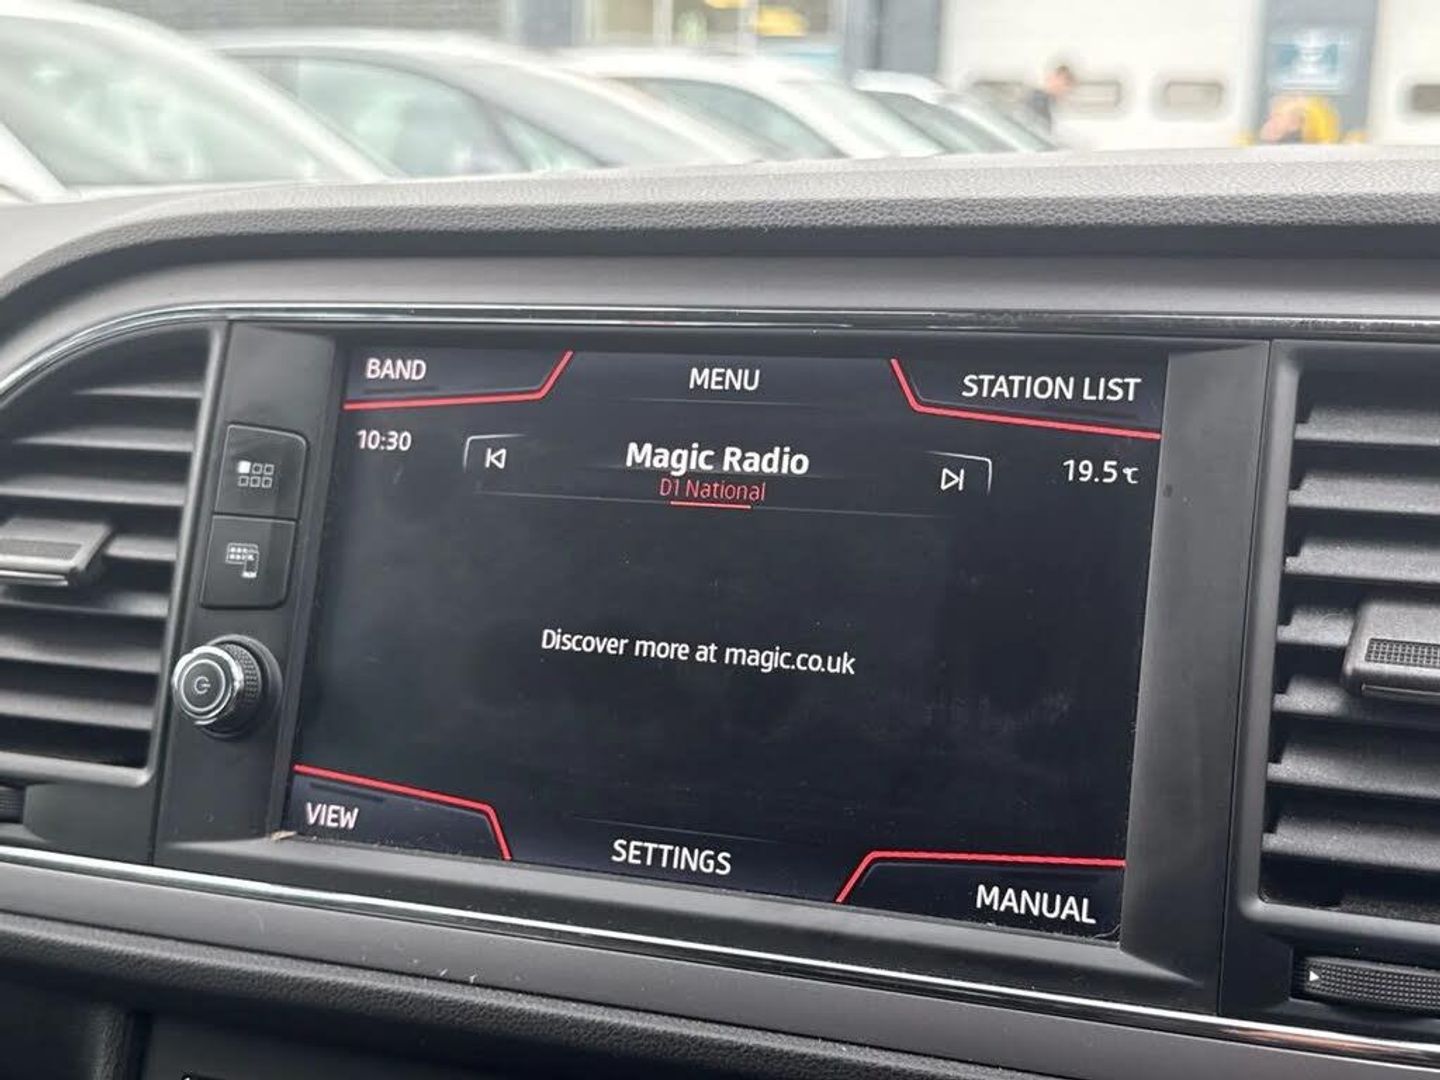 BAND
MENU
STATION LIST
10:30
Magic Radio
19.5℃
D1 National
Discover more at magic.co.uk
VIEW
SETTINGS
MANUAL